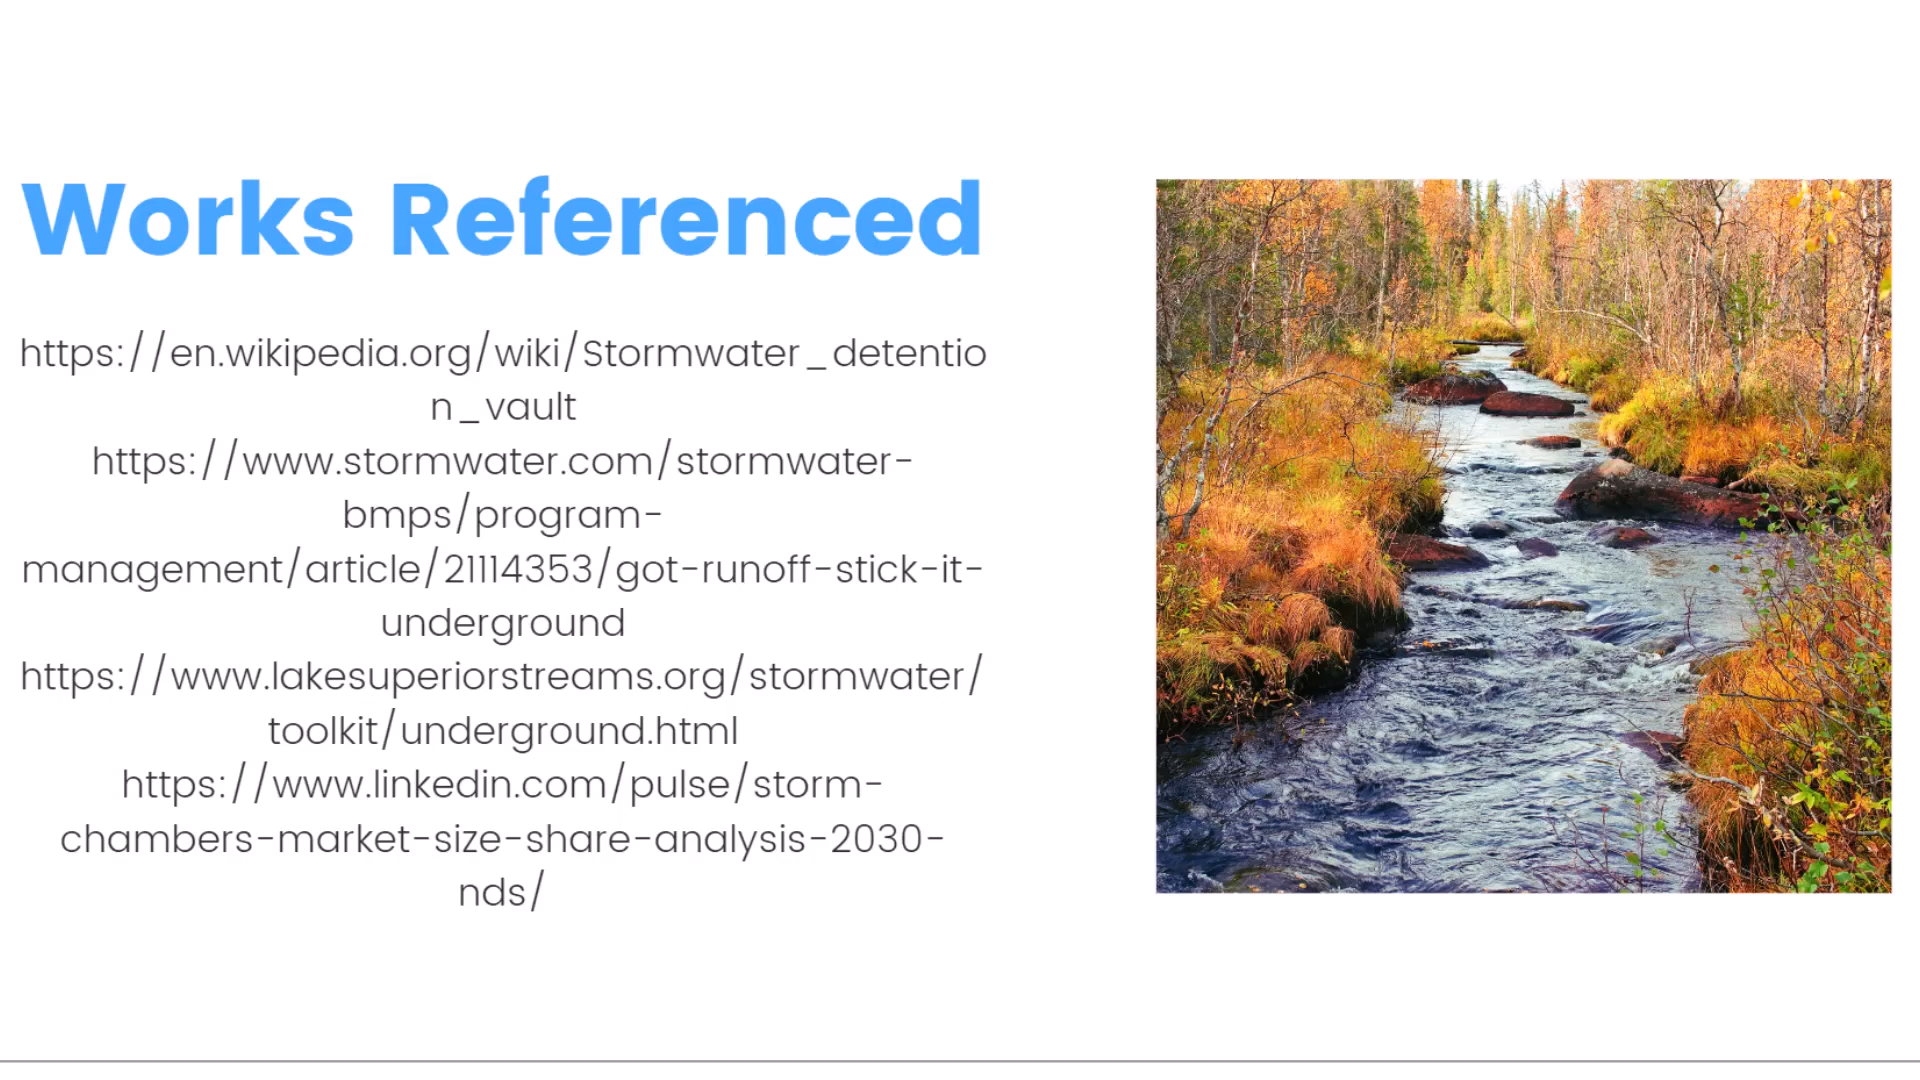 Works Referenced
https://en.wikipedia.org/wiki/Stormwater_detentio
n_vault
https://www.stormwater.com/stormwater-
bmps/program-
management/article/21114353/got-runoff-stick-it-
underground
https://www.lakesuperiorstreams.org/stormwater/
toolkit/underground.html
https://www.linkedin.com/pulse/storm-
chambers-market-size-share-analysis-2030-
nds/